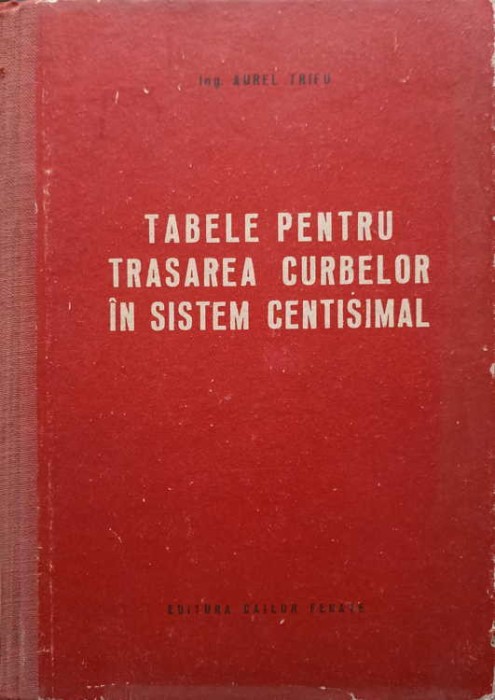 Ing. AUREL TRIFU
TABELE PENTRU
TRASAREA CURBELOR
ÎN SISTEM CENTISIMAL
EDITURA CAILOR FERATE